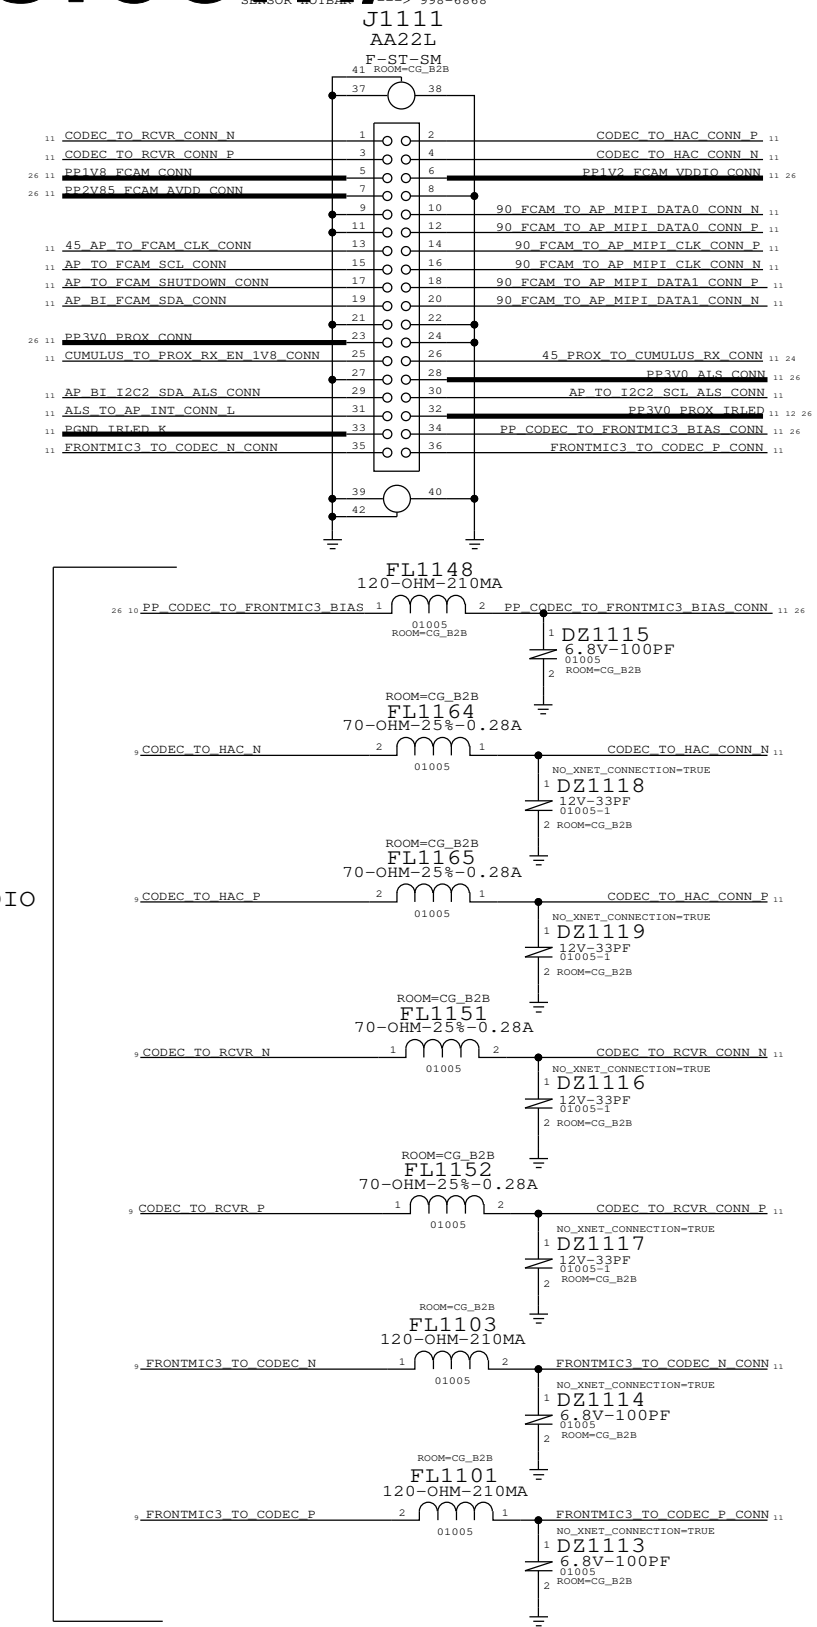 J1111
AA22L
F-ST-SM
41 ROOM=CG_B2B
37 38
11 CODEC_TO_RCVR_CONN_N 1 2 CODEC_TO_HAC_CONN_P 11
11 CODEC_TO_RCVR_CONN_P 3 4 CODEC_TO_HAC_CONN_N 11
26 11 PP1V8_FCAM_CONN 5 6 PP1V2_FCAM_VDDIO_CONN 11 26
26 11 PP2V85_FCAM_AVDD_CONN 7 8
9 10 90_FCAM_TO_AP_MIPI_DATA0_CONN_N 11
11 12 90_FCAM_TO_AP_MIPI_DATA0_CONN_P 11
11 45_AP_TO_FCAM_CLK_CONN 13 14 90_FCAM_TO_AP_MIPI_CLK_CONN_P 11
11 AP_TO_FCAM_SCL_CONN 15 16 90_FCAM_TO_AP_MIPI_CLK_CONN_N 11
11 AP_TO_FCAM_SHUTDOWN_CONN 17 18 90_FCAM_TO_AP_MIPI_DATA1_CONN_P 11
11 AP_BI_FCAM_SDA_CONN 19 20 90_FCAM_TO_AP_MIPI_DATA1_CONN_N 11
21 22
26 11 PP3V0_PROX_CONN 23 24
11 CUMULUS_TO_PROX_RX_EN_1V8_CONN 25 26 45_PROX_TO_CUMULUS_RX_CONN 11 24
27 28 PP3V0_ALS_CONN 11 26
11 AP_BI_I2C2_SDA_ALS_CONN 29 30 AP_TO_I2C2_SCL_ALS_CONN 11
11 ALS_TO_AP_INT_CONN_L 31 32 PP3V0_PROX_IRLED 11 12 26
11 PGND_IRLED_K 33 34 PP_CODEC_TO_FRONTMIC3_BIAS_CONN 11 26
11 FRONTMIC3_TO_CODEC_N_CONN 35 36 FRONTMIC3_TO_CODEC_P_CONN 11
39 40
42
FL1148
120-OHM-210MA
26 10 PP_CODEC_TO_FRONTMIC3_BIAS 1 2 PP_CODEC_TO_FRONTMIC3_BIAS_CONN 11 26
01005
ROOM=CG_B2B
1 DZ1115
6.8V-100PF
01005
2 ROOM=CG_B2B
ROOM=CG_B2B
FL1164
70-OHM-25%-0.28A
9 CODEC_TO_HAC_N 2 1 CODEC_TO_HAC_CONN_N 11
01005
NO_XNET_CONNECTION=TRUE
1 DZ1118
12V-33PF
01005-1
2 ROOM=CG_B2B
ROOM=CG_B2B
FL1165
70-OHM-25%-0.28A
9 CODEC_TO_HAC_P 2 1 CODEC_TO_HAC_CONN_P 11
01005
NO_XNET_CONNECTION=TRUE
1 DZ1119
12V-33PF
01005-1
2 ROOM=CG_B2B
ROOM=CG_B2B
FL1151
70-OHM-25%-0.28A
9 CODEC_TO_RCVR_N 1 2 CODEC_TO_RCVR_CONN_N 11
01005
NO_XNET_CONNECTION=TRUE
1 DZ1116
12V-33PF
01005-1
2 ROOM=CG_B2B
ROOM=CG_B2B
FL1152
70-OHM-25%-0.28A
9 CODEC_TO_RCVR_P 1 2 CODEC_TO_RCVR_CONN_P 11
01005
NO_XNET_CONNECTION=TRUE
1 DZ1117
12V-33PF
01005-1
2 ROOM=CG_B2B
ROOM=CG_B2B
FL1103
120-OHM-210MA
9 FRONTMIC3_TO_CODEC_N 1 2 FRONTMIC3_TO_CODEC_N_CONN 11
01005
NO_XNET_CONNECTION=TRUE
1 DZ1114
6.8V-100PF
01005
2 ROOM=CG_B2B
ROOM=CG_B2B
FL1101
120-OHM-210MA
9 FRONTMIC3_TO_CODEC_P 2 1 FRONTMIC3_TO_CODEC_P_CONN 11
01005
NO_XNET_CONNECTION=TRUE
1 DZ1113
6.8V-100PF
01005
2 ROOM=CG_B2B